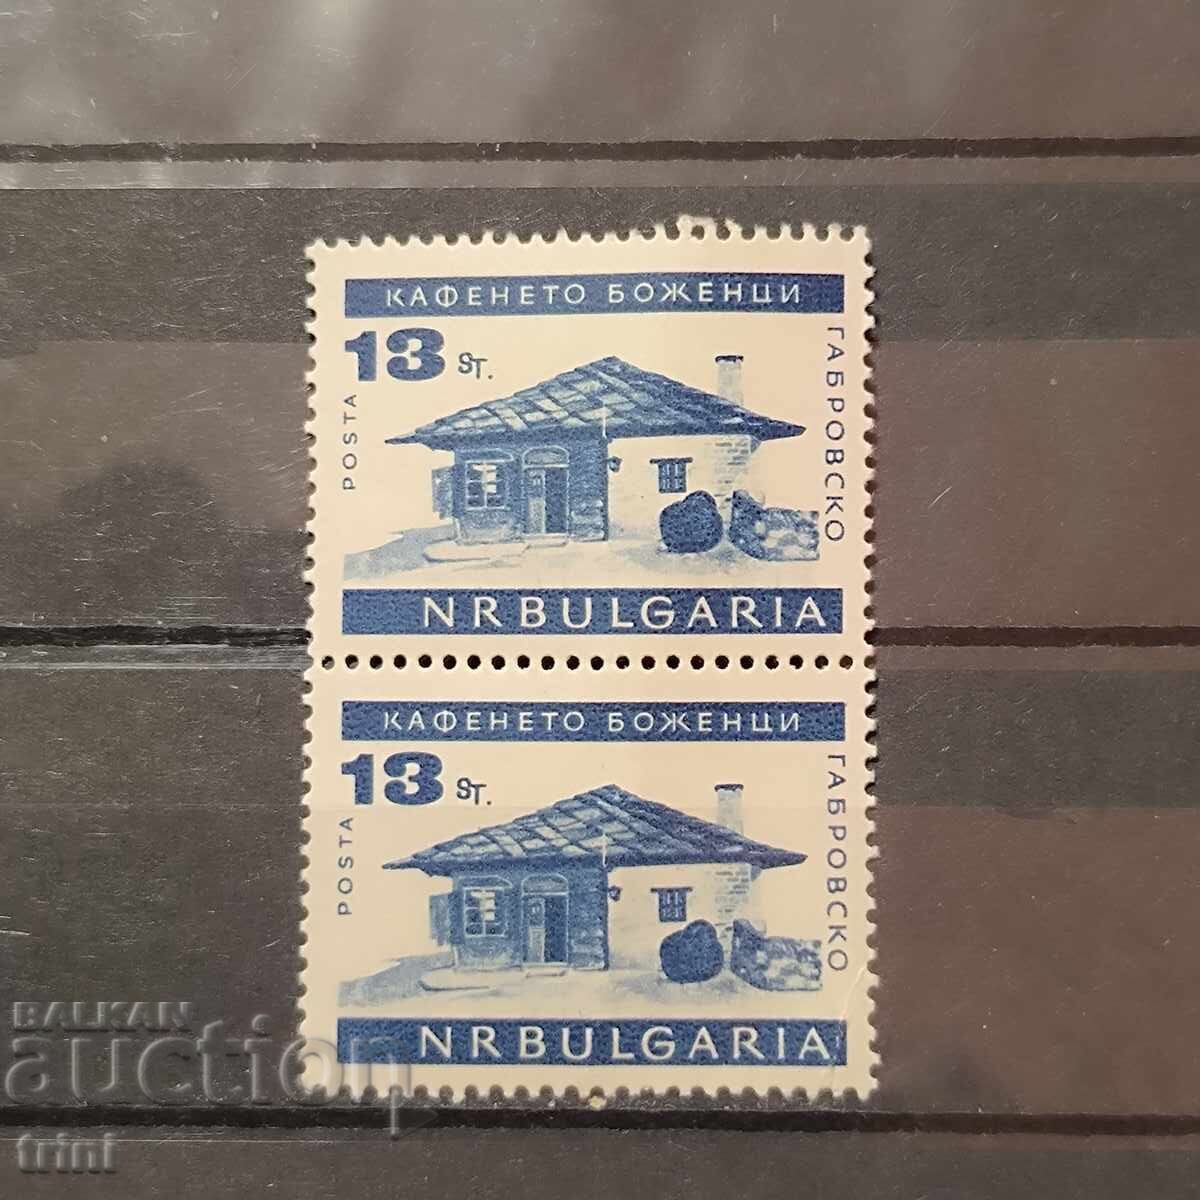 КАФЕНЕТО БОЖЕНЦИ
13 ST.
POSTA
ГАБРОВСКО
NRBULGARIA
КАФЕНЕТО БОЖЕНЦИ
13 ST.
POSTA
ГАБРОВСКО
NRBULGARIA
BALKAN
auction
trini